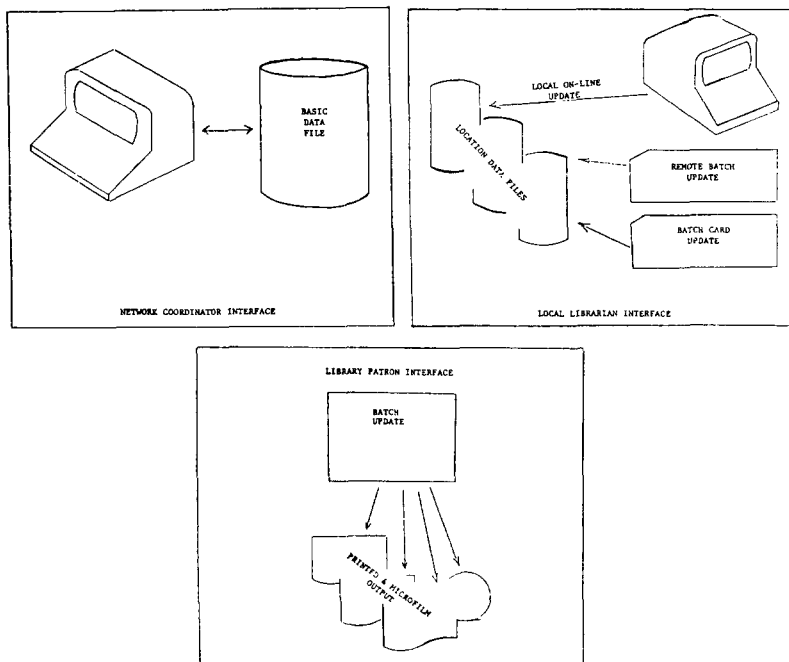 BASIC
DATA
FILE
NETWORK COORDINATOR INTERFACE
LOCAL ON-LINE
UPDATE
LOCATION DATA FILES
REMOTE BATCH
UPDATE
BATCH CARD
UPDATE
LOCAL LIBRARIAN INTERFACE
LIBRARY PATRON INTERFACE
BATCH
UPDATE
PRINTED & MICROFILM
OUTPUT